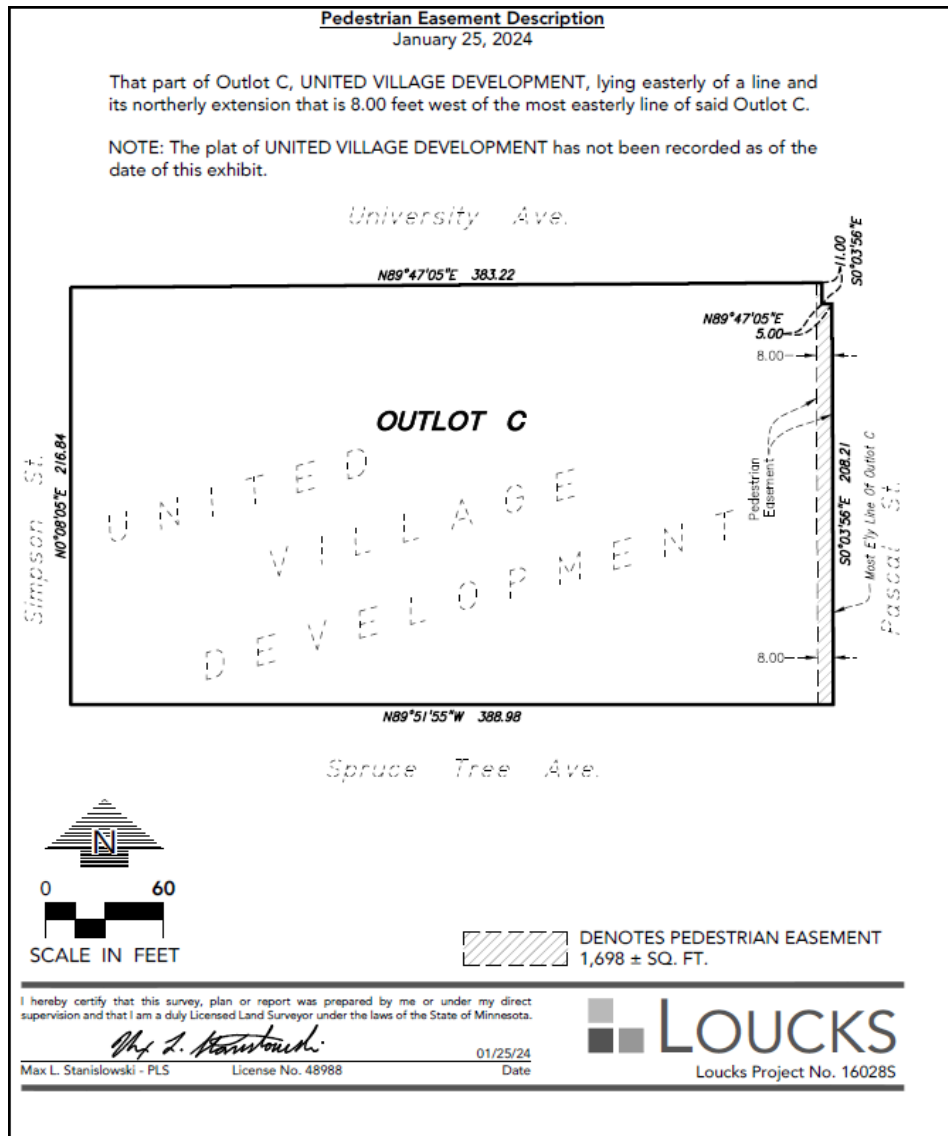 Pedestrian Easement Description
January 25, 2024
That part of Outlot C, UNITED VILLAGE DEVELOPMENT, lying easterly of a line and
its northerly extension that is 8.00 feet west of the most easterly line of said Outlot C.
NOTE: The plat of UNITED VILLAGE DEVELOPMENT has not been recorded as of the
date of this exhibit.
University Ave.
11.00
S0°03'56"E
N89°47'05"E 383.22
N89°47'05"E
5.00
8.00
OUTLOT C
Simpson St.
N0°08'05"E 216.84
UNITED
VILLAGE
DEVELOPMENT
Pedestrian
Easement
S0°03'56"E 208.21
Most E'ly Line Of Outlot C
Pascal St.
8.00
N89°51'55"W 388.98
Spruce Tree Ave.
N
0 60
SCALE IN FEET
DENOTES PEDESTRIAN EASEMENT
1,698 ± SQ. FT.
I hereby certify that this survey, plan or report was prepared by me or under my direct
supervision and that I am a duly Licensed Land Surveyor under the laws of the State of Minnesota.
Max L. Stanislowski
01/25/24
Max L. Stanislowski - PLS License No. 48988 Date
LOUCKS
Loucks Project No. 16028S